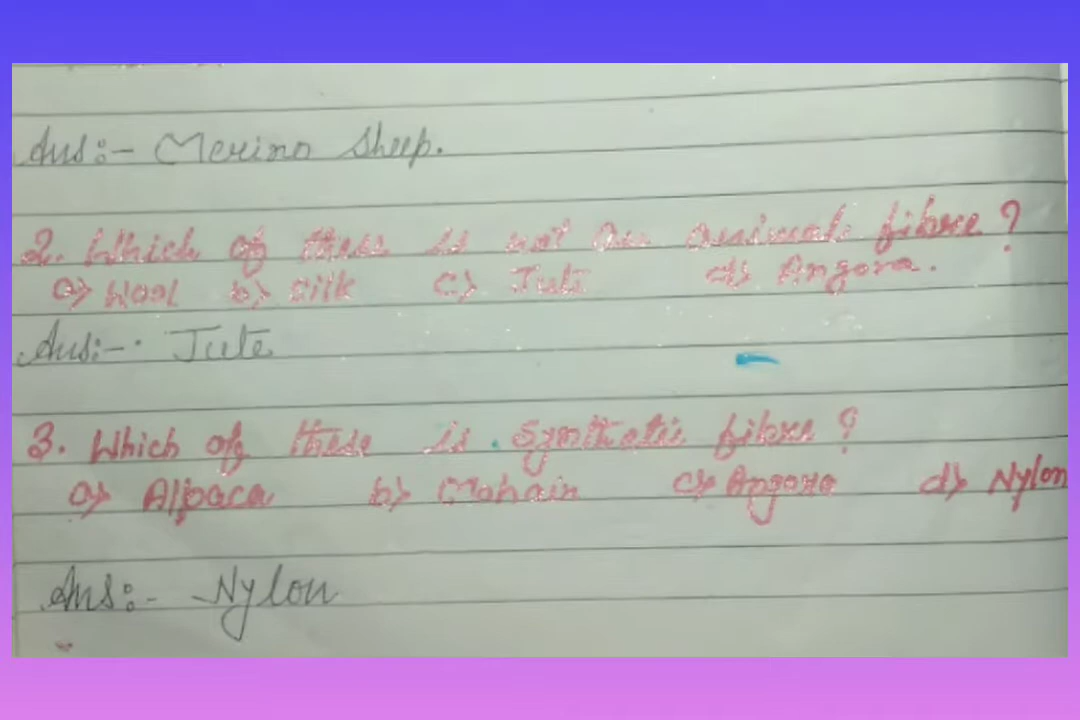 Ans:- Merino Sheep.
2. Which of these is not an animal fibre?
a) Wool b) Silk c) Jute d) Angora.
Ans:-. Jute
3. Which of these is synthetic fibre?
a) Alpaca b) Mohair c) Angora d) Nylon
Ans:- Nylon